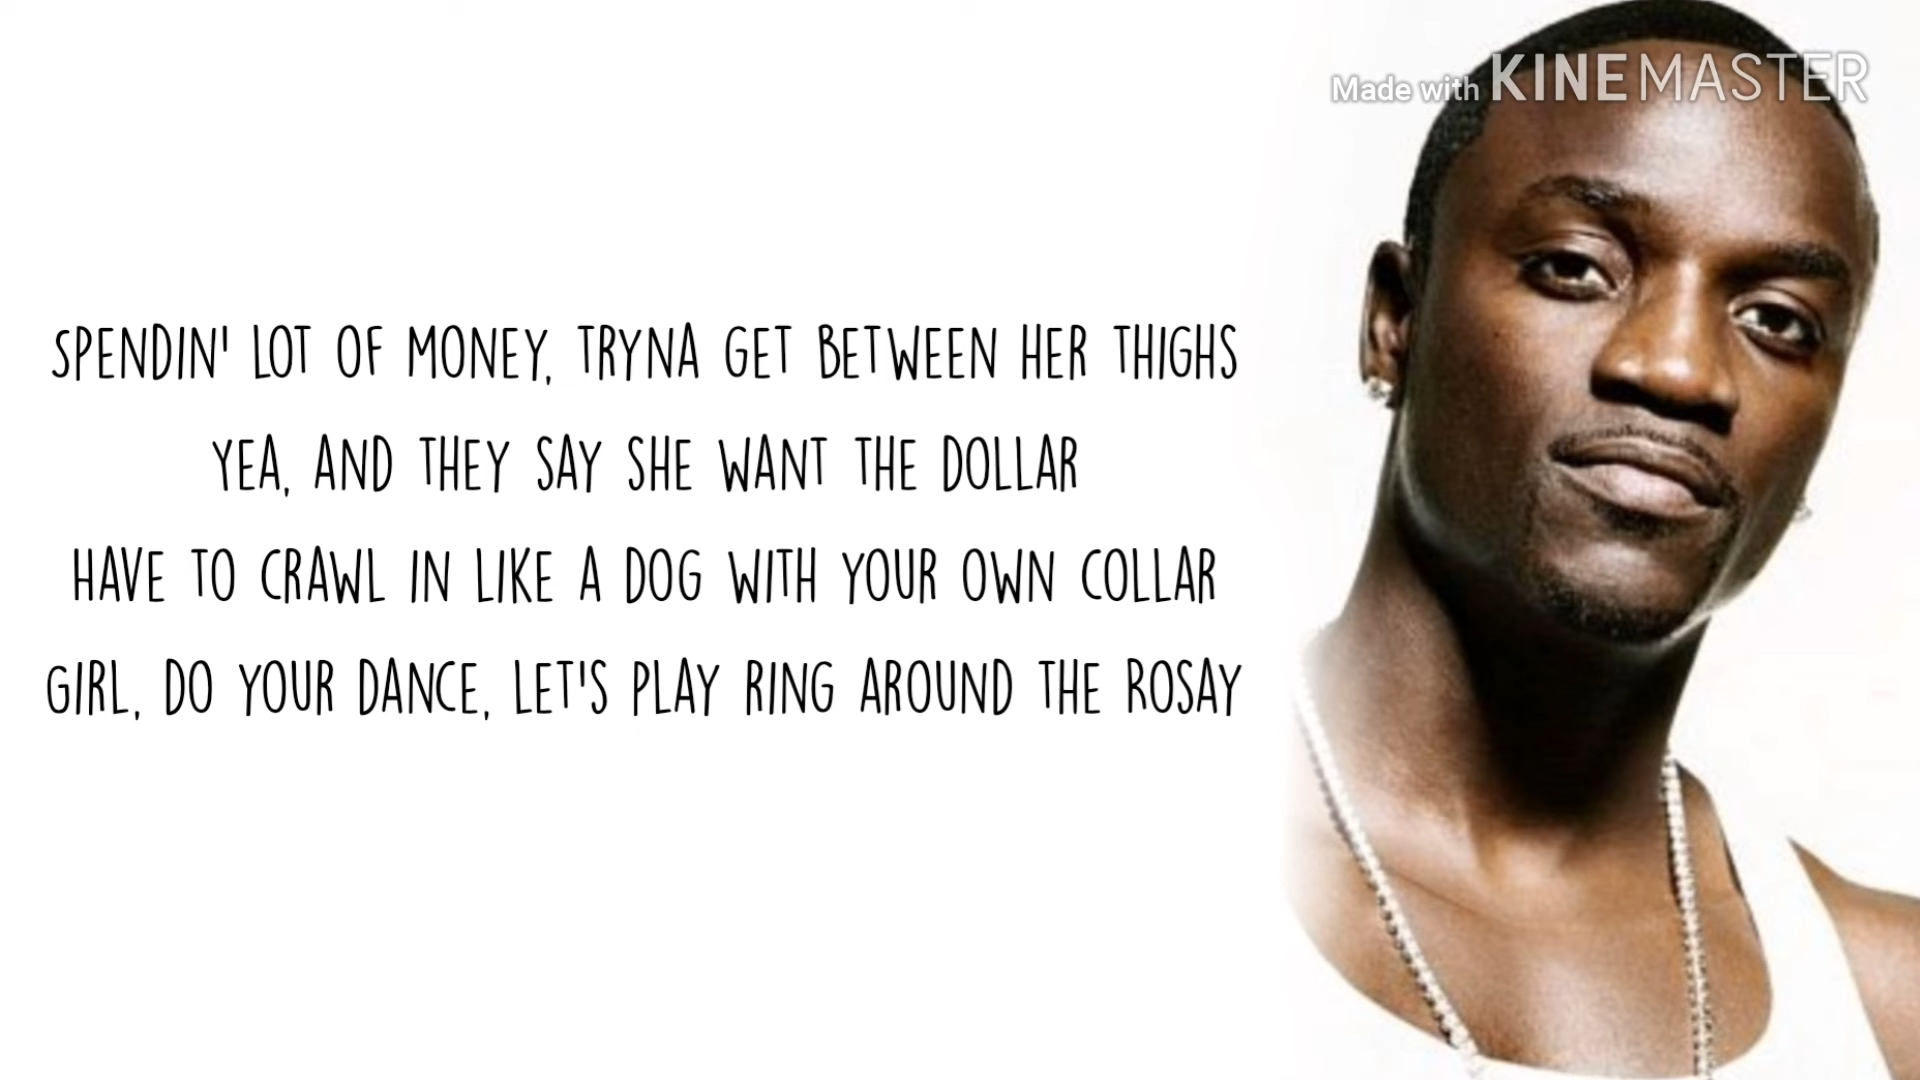 Made with KINEMASTER
SPENDIN' LOT OF MONEY, TRYNA GET BETWEEN HER THIGHS
YEA, AND THEY SAY SHE WANT THE DOLLAR
HAVE TO CRAWL IN LIKE A DOG WITH YOUR OWN COLLAR
GIRL, DO YOUR DANCE, LET'S PLAY RING AROUND THE ROSAY